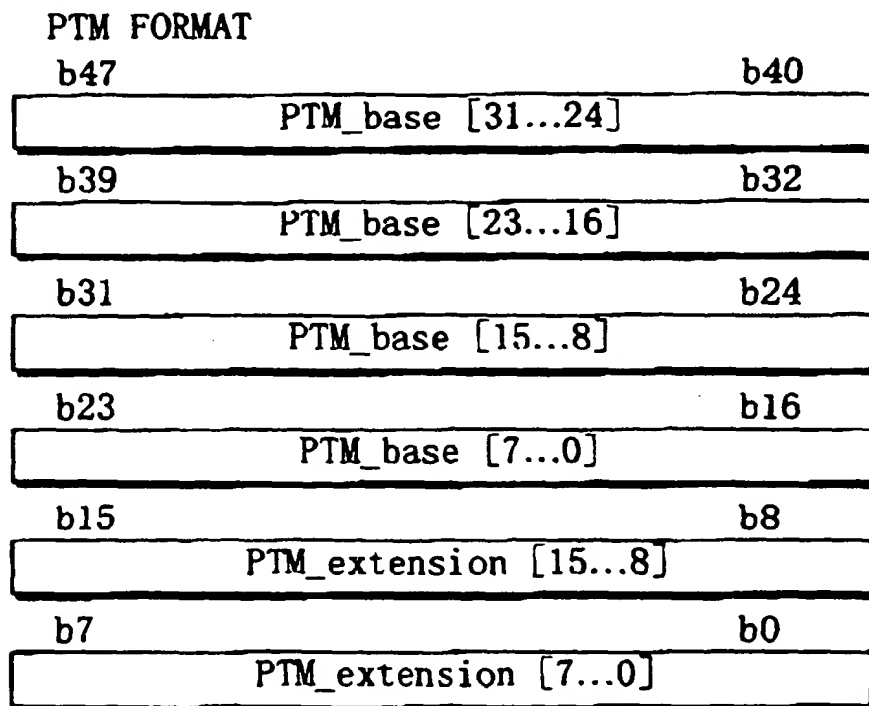 PTM FORMAT
b47 b40
PTM_base [31...24]
b39 b32
PTM_base [23...16]
b31 b24
PTM_base [15...8]
b23 b16
PTM_base [7...0]
b15 b8
PTM_extension [15...8]
b7 b0
PTM_extension [7...0]